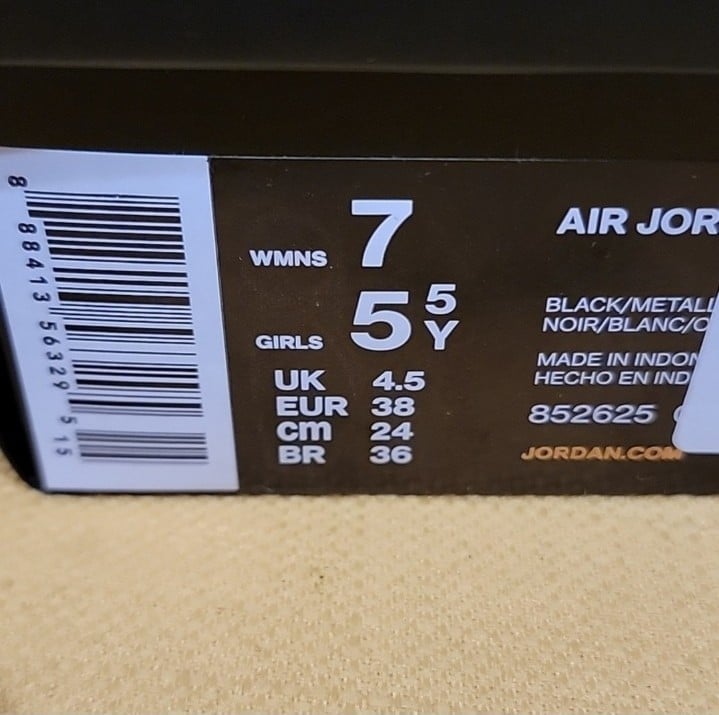 8 88413 56329 5 15
WMNS 7
GIRLS 5 5Y
UK 4.5
EUR 38
cm 24
BR 36
AIR JOR
BLACK/METALL
NOIR/BLANC/O
MADE IN INDON
HECHO EN IND
852625
JORDAN.COM